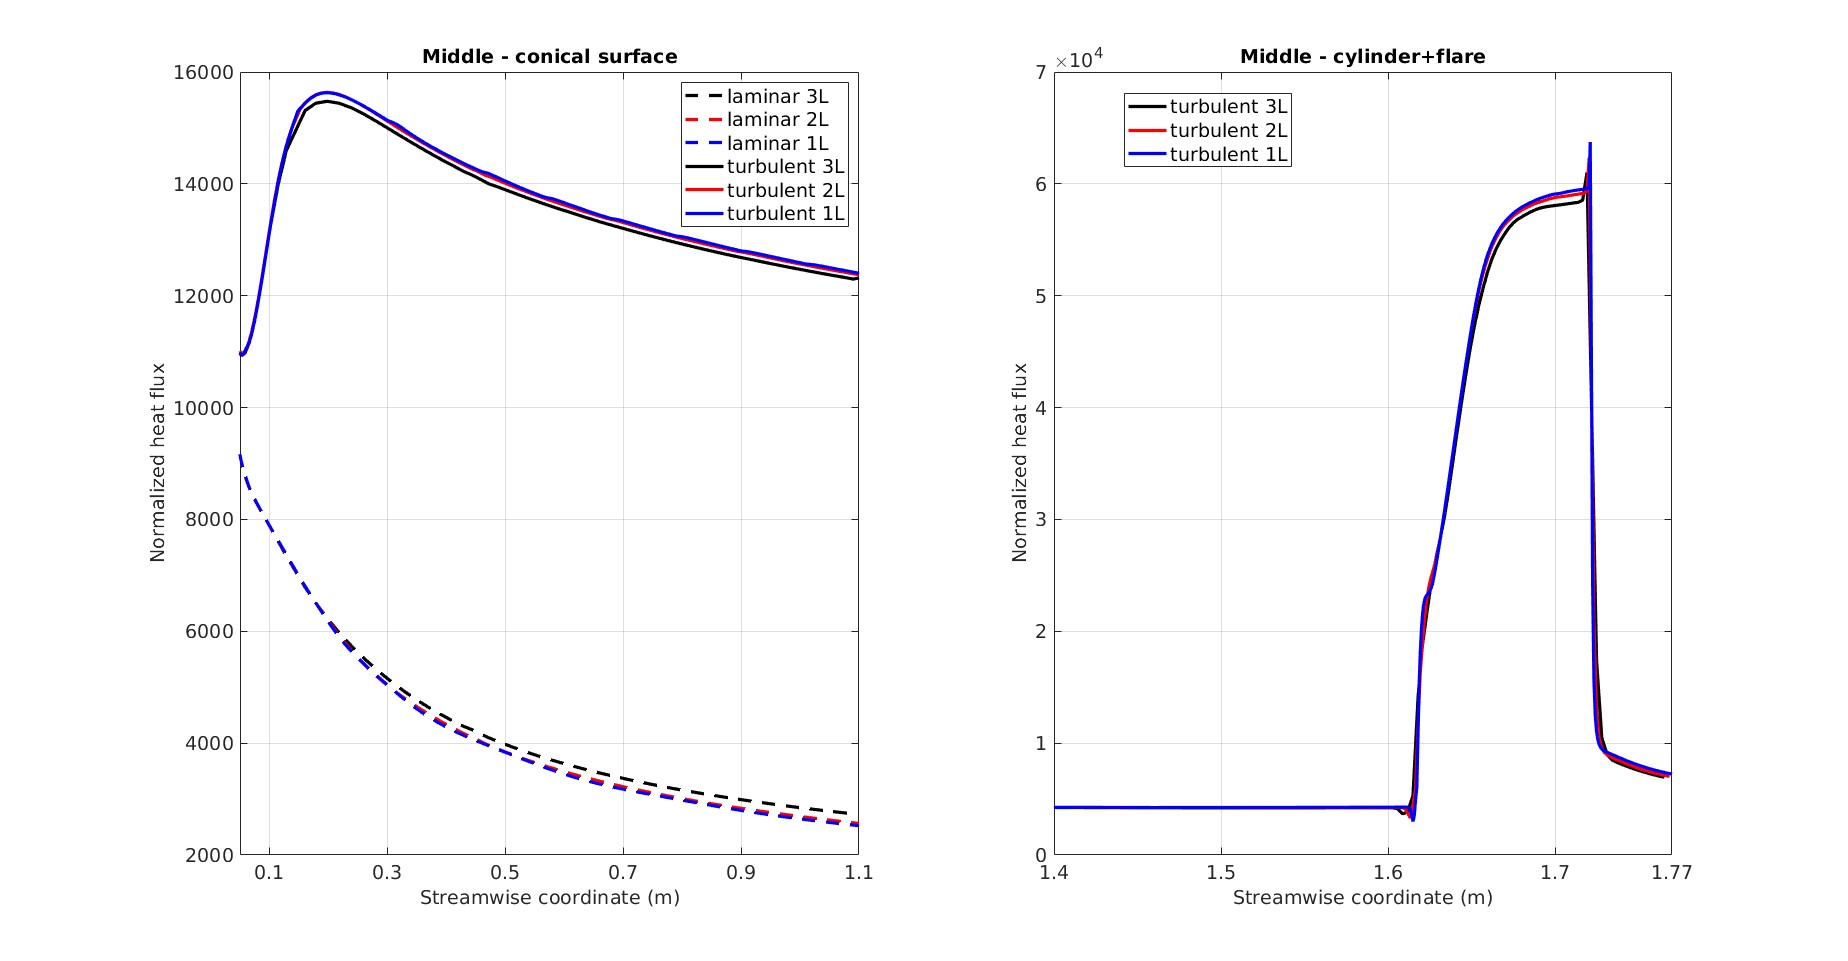 Middle - conical surface
16000
14000
12000
10000
8000
6000
4000
2000
Normalized heat flux
laminar 3L
laminar 2L
laminar 1L
turbulent 3L
turbulent 2L
turbulent 1L
0.1 0.3 0.5 0.7 0.9 1.1
Streamwise coordinate (m)
Middle - cylinder+flare
×10⁴
7
6
5
4
3
2
1
0
Normalized heat flux
turbulent 3L
turbulent 2L
turbulent 1L
1.4 1.5 1.6 1.7 1.77
Streamwise coordinate (m)